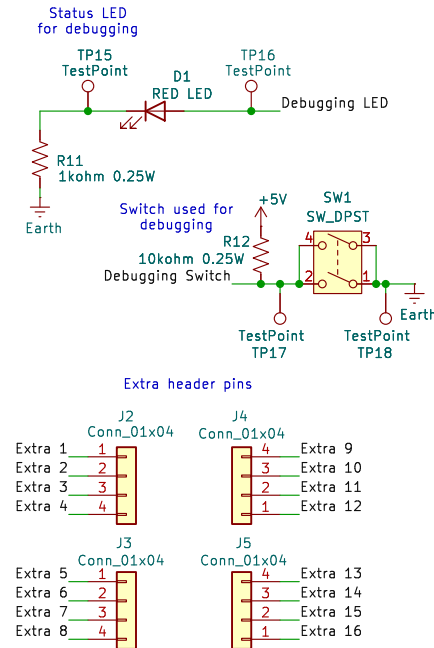 Status LED
for debugging
TP15
TestPoint
TP16
TestPoint
D1
RED LED
Debugging LED
R11
1kohm 0.25W
Earth
Switch used for
debugging
+5V
R12
10kohm 0.25W
Debugging Switch
SW1
SW_DPST
4
3
2
1
Earth
TestPoint
TP17
TestPoint
TP18
Extra header pins
J2
Conn_01x04
Extra 1
1
Extra 2
2
Extra 3
3
Extra 4
4
J4
Conn_01x04
4
Extra 9
3
Extra 10
2
Extra 11
1
Extra 12
J3
Conn_01x04
Extra 5
1
Extra 6
2
Extra 7
3
Extra 8
4
J5
Conn_01x04
4
Extra 13
3
Extra 14
2
Extra 15
1
Extra 16